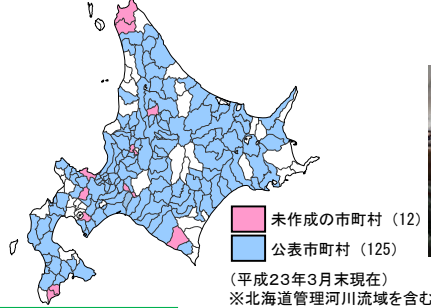 未作成の市町村（12）
公表市町村（125）
（平成23年3月末現在）
※北海道管理河川流域を含む